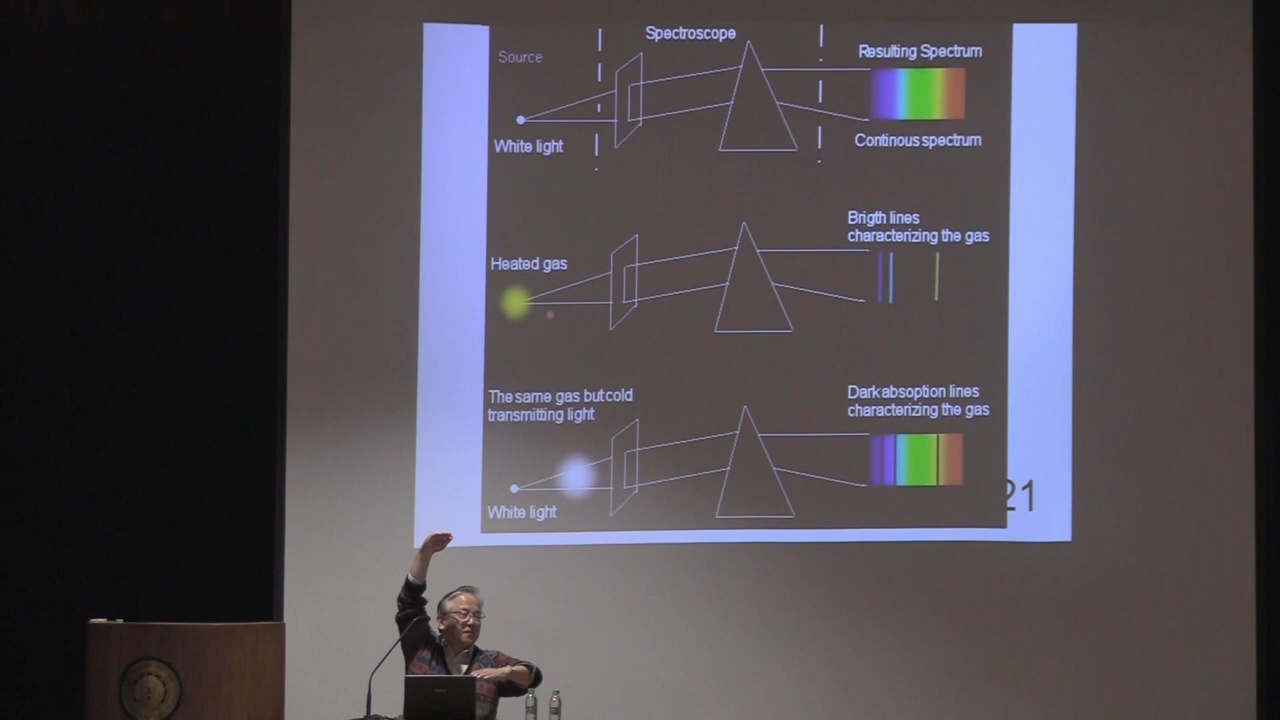 Spectroscope
Source
Resulting Spectrum
White light
Continous spectrum
Brigth lines
characterizing the gas
Heated gas
The same gas but cold
transmitting light
Dark absoption lines
characterizing the gas
White light
21